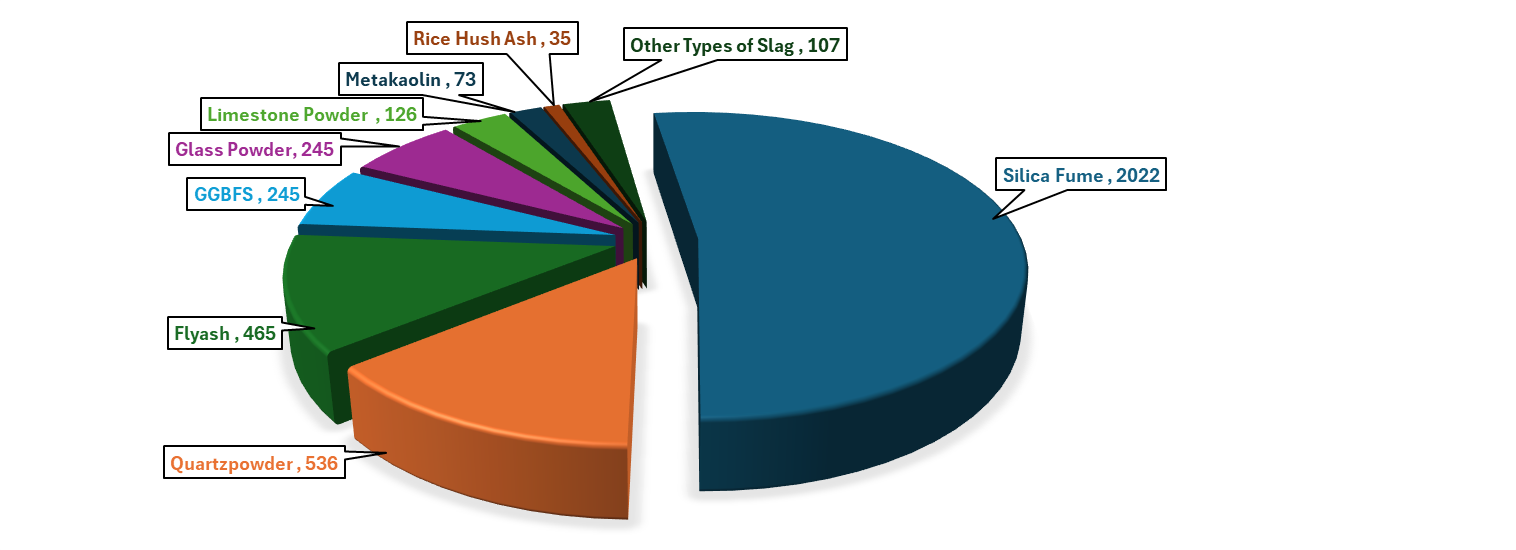 Rice Hush Ash , 35
Other Types of Slag , 107
Metakaolin , 73
Limestone Powder , 126
Glass Powder, 245
Silica Fume , 2022
GGBFS , 245
Flyash , 465
Quartzpowder , 536